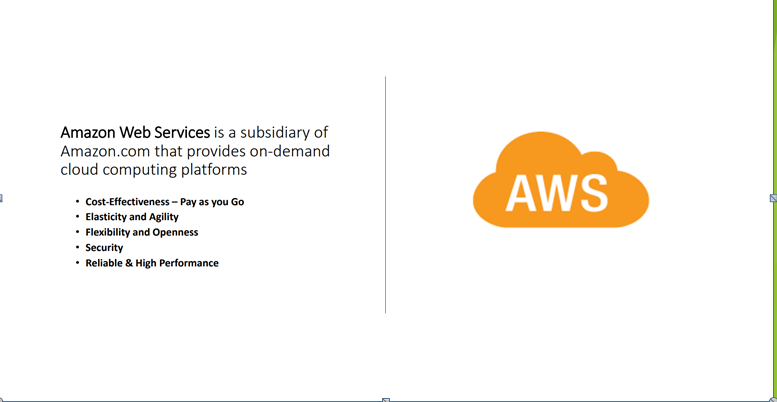 Amazon Web Services is a subsidiary of
Amazon.com that provides on-demand
cloud computing platforms
• Cost-Effectiveness – Pay as you Go
• Elasticity and Agility
• Flexibility and Openness
• Security
• Reliable & High Performance
AWS